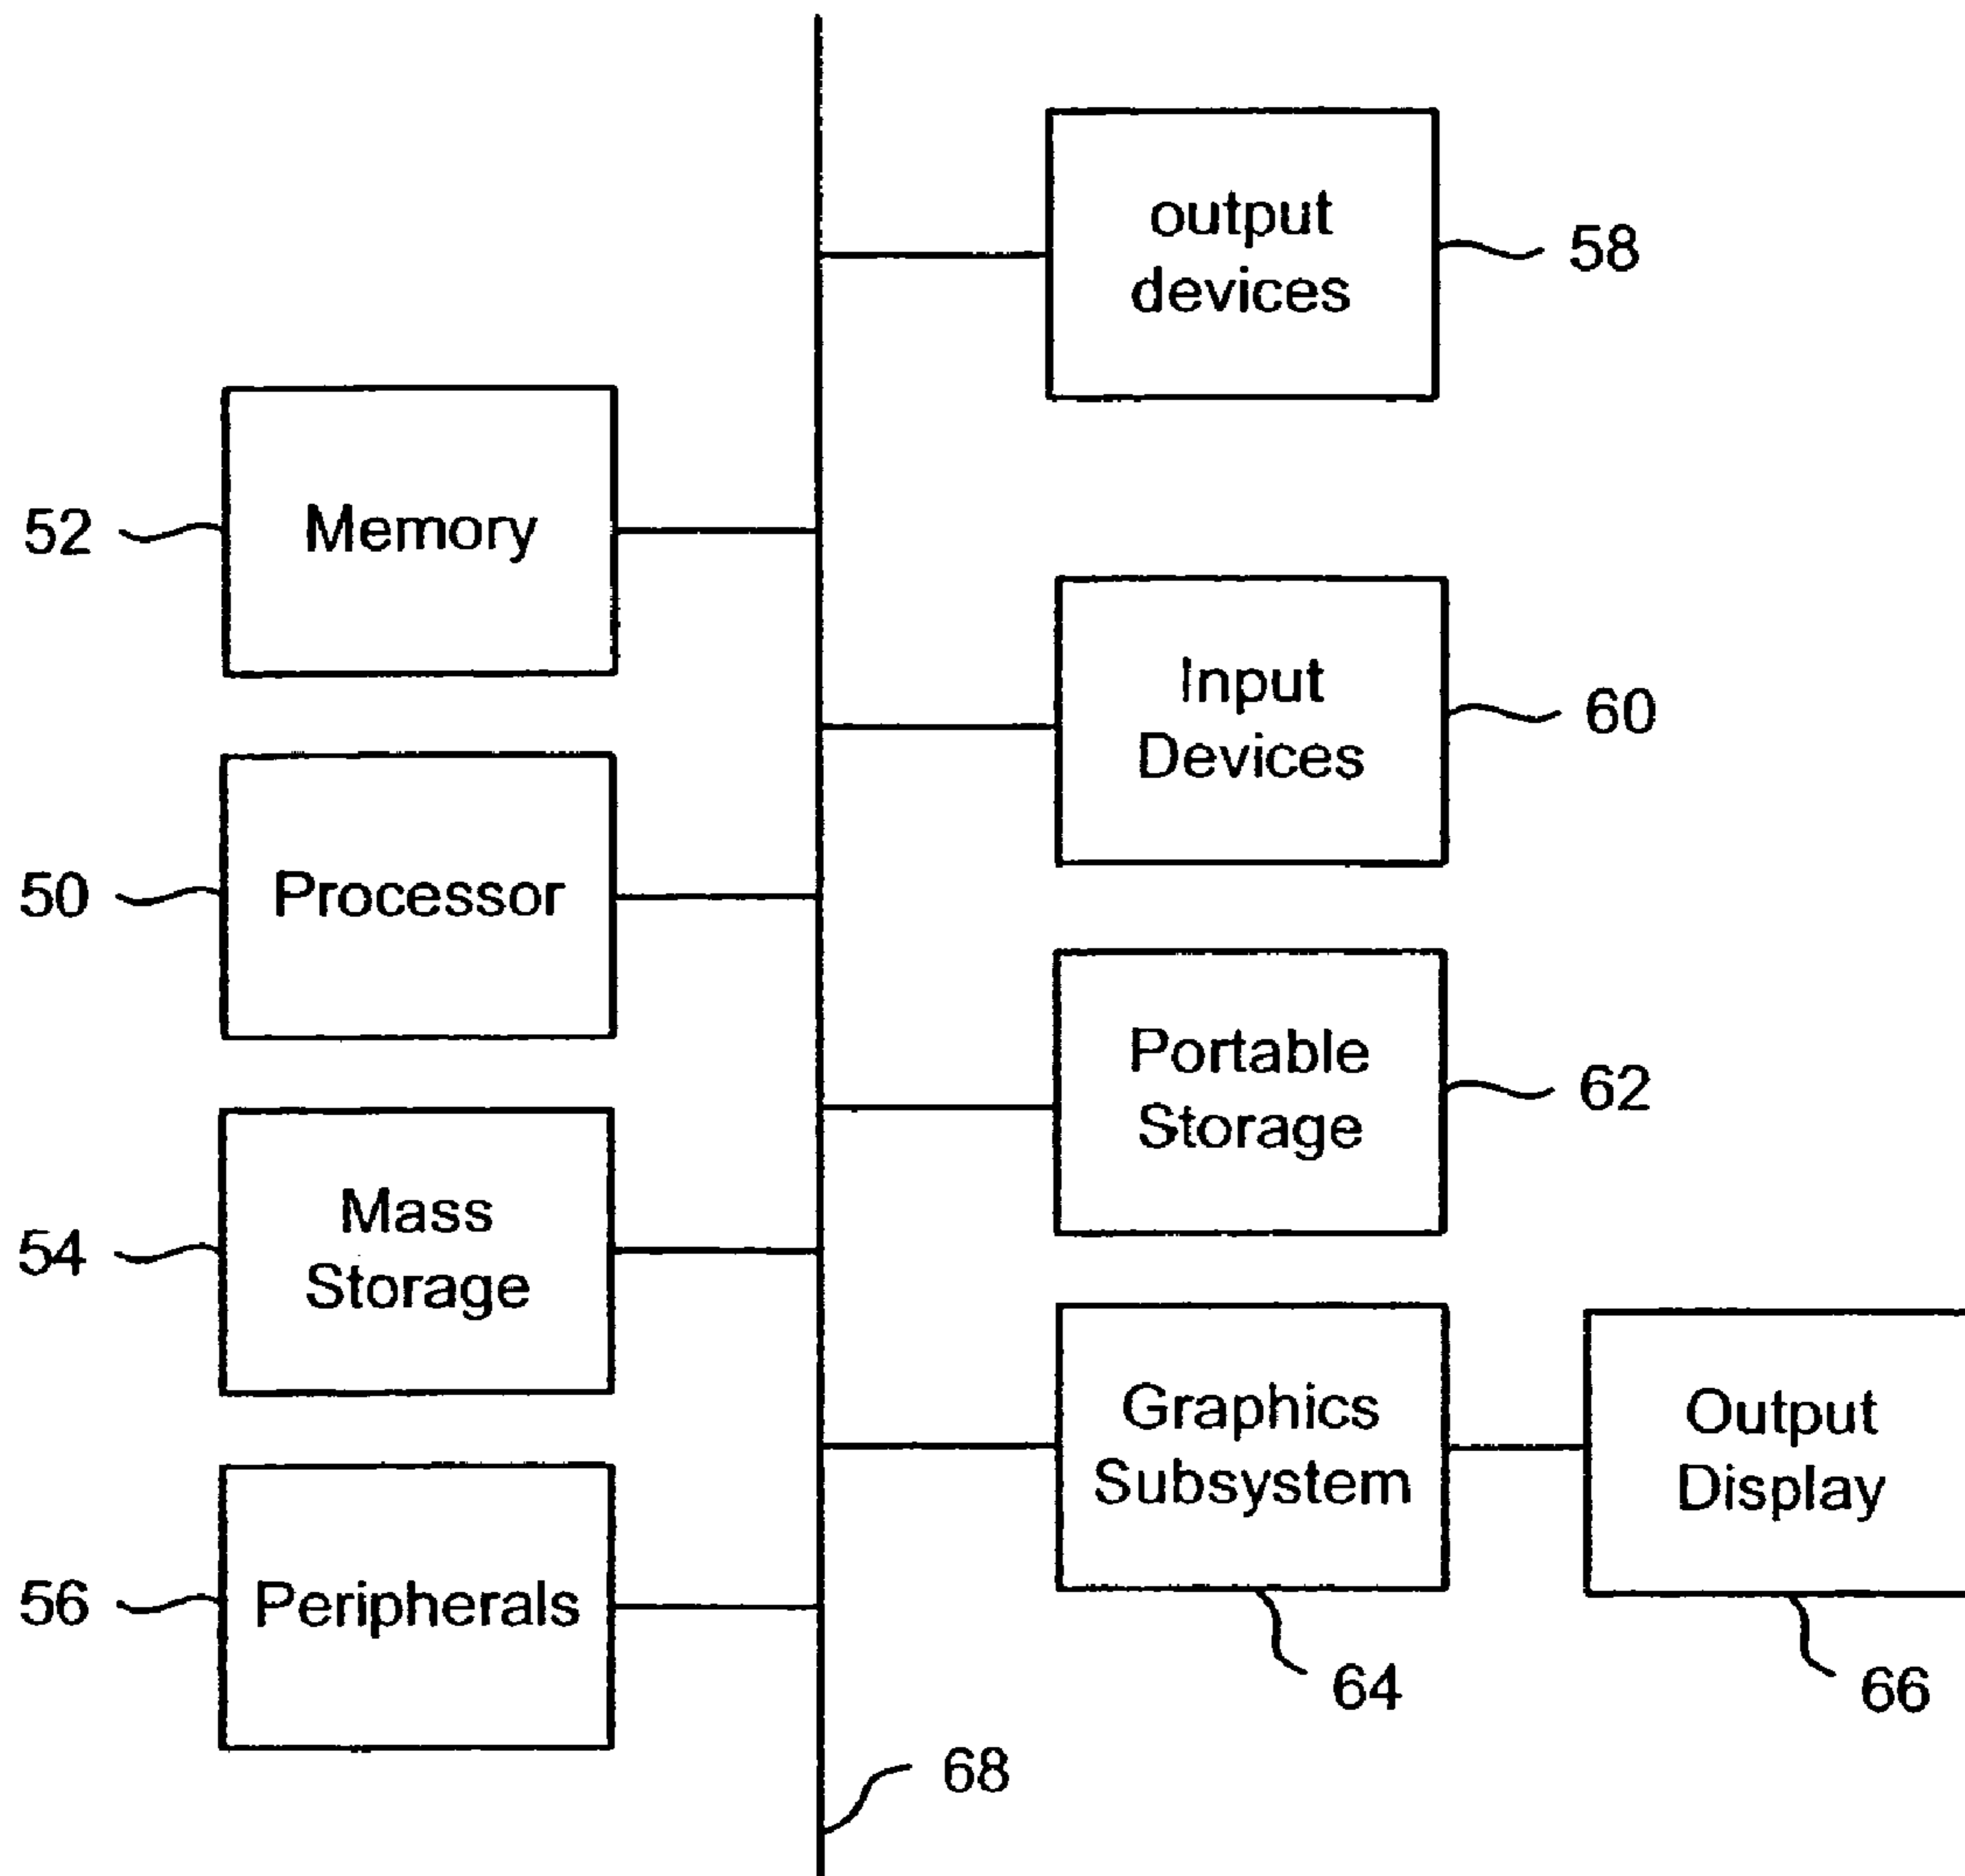 output
devices
58
52
Memory
Input
Devices
60
50
Processor
Portable
Storage
62
54
Mass
Storage
Graphics
Subsystem
Output
Display
56
Peripherals
64
66
68